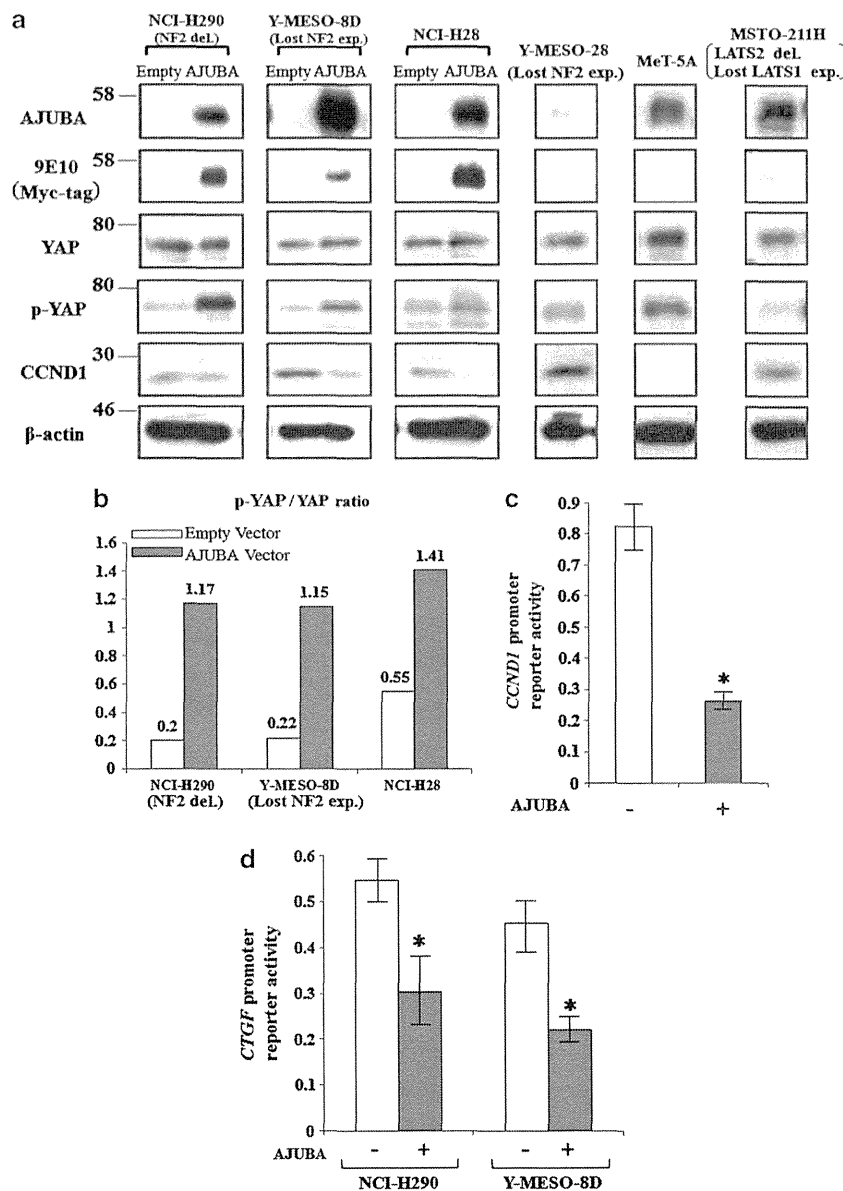 a
NCI-H290
(NF2 del.)
Empty AJUBA
Y-MESO-8D
(Lost NF2 exp.)
Empty AJUBA
NCI-H28
Empty AJUBA
Y-MESO-28
(Lost NF2 exp.)
MeT-5A
MSTO-211H
(LATS2 del.
Lost LATS1 exp.)
AJUBA
58
9E10
(Myc-tag)
58
YAP
80
p-YAP
80
CCND1
30
β-actin
46
b
p-YAP / YAP ratio
Empty Vector
AJUBA Vector
1.6
1.4
1.2
1
0.8
0.6
0.4
0.2
0
0.2
1.17
0.22
1.15
0.55
1.41
NCI-H290
(NF2 del.)
Y-MESO-8D
(Lost NF2 exp.)
NCI-H28
c
CCND1 promoter
reporter activity
0.9
0.8
0.7
0.6
0.5
0.4
0.3
0.2
0.1
0
*
AJUBA - +
d
CTGF promoter
reporter activity
0.6
0.5
0.4
0.3
0.2
0.1
0
*
*
AJUBA - + - +
NCI-H290 Y-MESO-8D